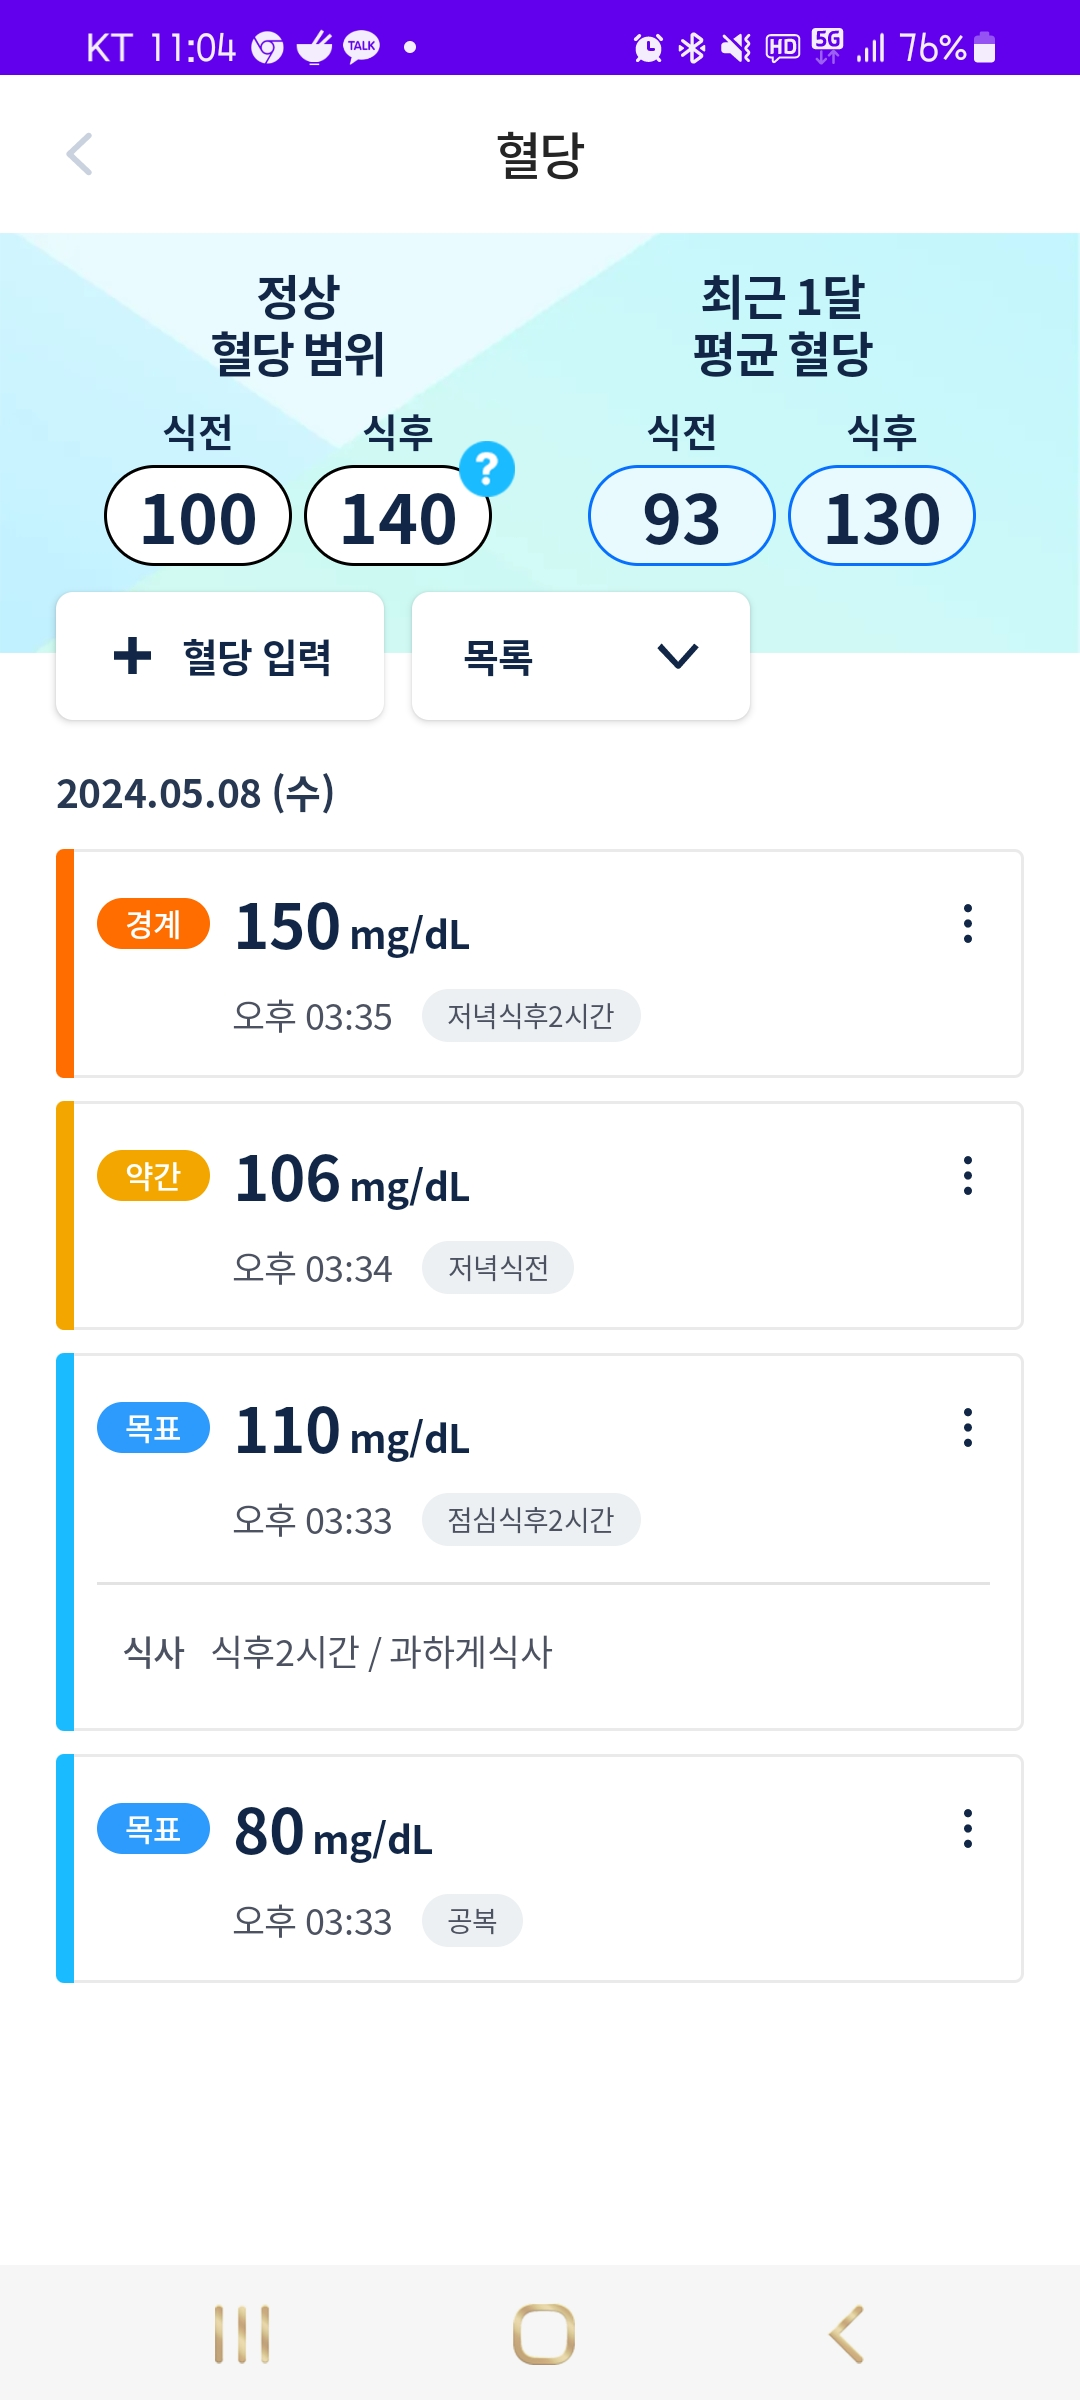 KT 11:04 TALK HD 5G 76%
혈당
정상
혈당 범위
최근 1달
평균 혈당
식전 식후 식전 식후
100 140 ? 93 130
혈당 입력 목록
2024.05.08 (수)
경계 150 mg/dL
오후 03:35 저녁식후2시간
약간 106 mg/dL
오후 03:34 저녁식전
목표 110 mg/dL
오후 03:33 점심식후2시간
식사 식후2시간 / 과하게식사
목표 80 mg/dL
오후 03:33 공복